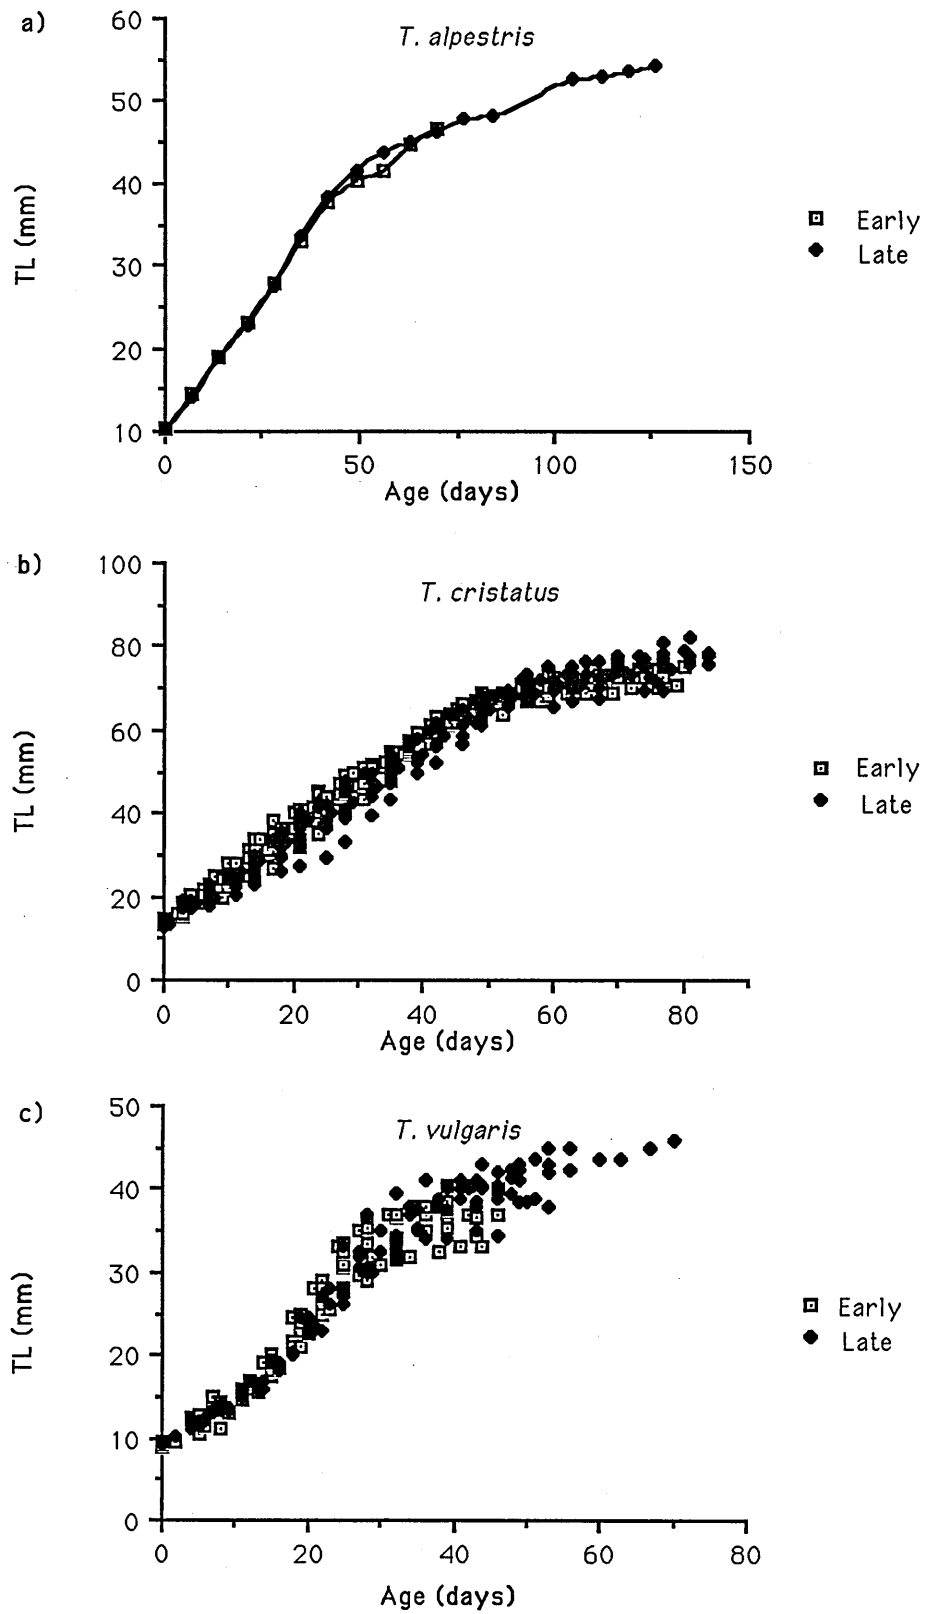 a)
T. alpestris
60
50
40
30
20
10
TL (mm)
0 50 100 150
Age (days)
Early
Late
b)
T. cristatus
100
80
60
40
20
0
TL (mm)
0 20 40 60 80
Age (days)
Early
Late
c)
T. vulgaris
50
40
30
20
10
0
TL (mm)
0 20 40 60 80
Age (days)
Early
Late